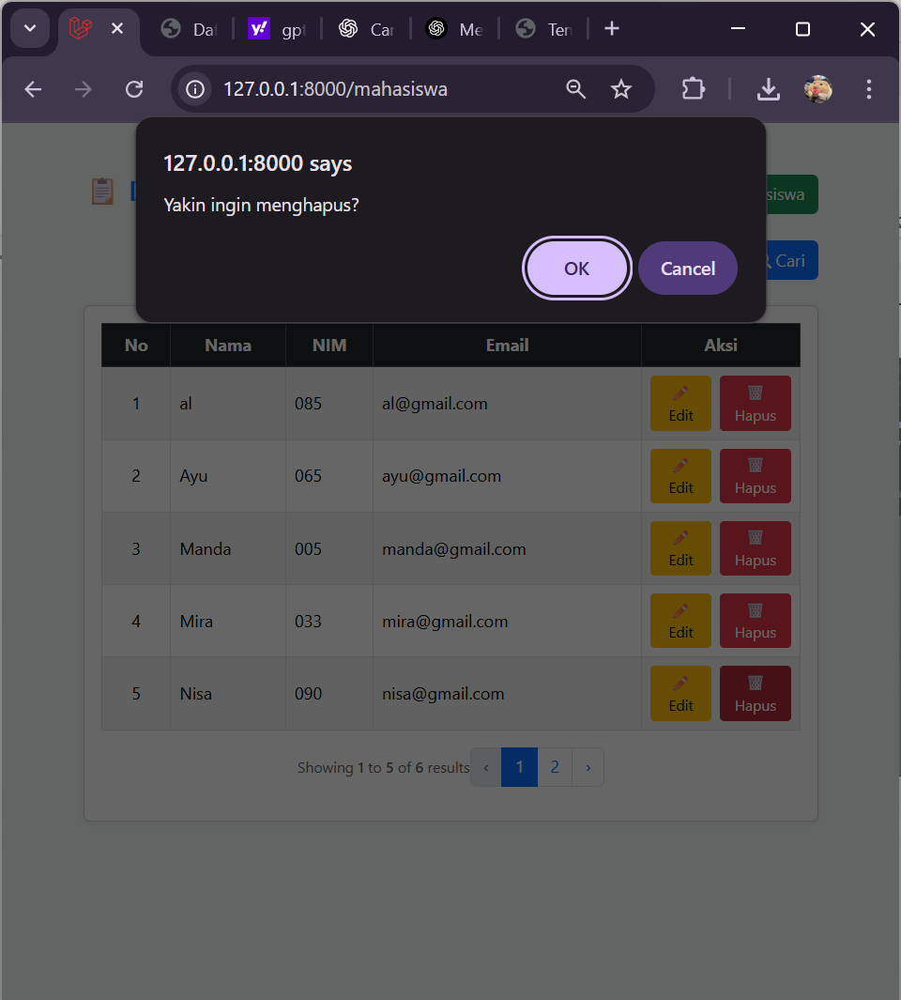 Da
gpt
Ca
Me
Ten
127.0.0.1:8000/mahasiswa
127.0.0.1:8000 says
Yakin ingin menghapus?
OK Cancel
siswa
Cari
No Nama NIM Email Aksi
1 al 085 al@gmail.com Edit Hapus
2 Ayu 065 ayu@gmail.com Edit Hapus
3 Manda 005 manda@gmail.com Edit Hapus
4 Mira 033 mira@gmail.com Edit Hapus
5 Nisa 090 nisa@gmail.com Edit Hapus
Showing 1 to 5 of 6 results ‹ 1 2 ›